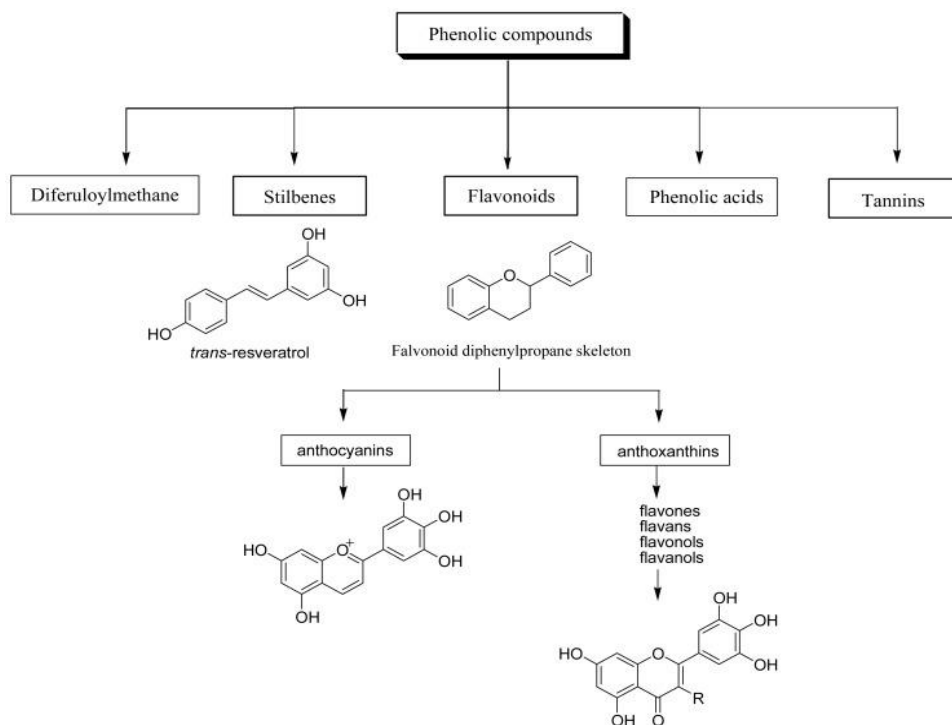 Phenolic compounds
Diferuloylmethane
Stilbenes
Flavonoids
Phenolic acids
Tannins
OH
OH
HO
trans-resveratrol
O
Falvonoid diphenylpropane skeleton
anthocyanins
anthoxanthins
flavones
flavans
flavonols
flavanols
OH
OH
OH
HO
O+
OH
OH
OH
OH
HO
O
R
OH
O